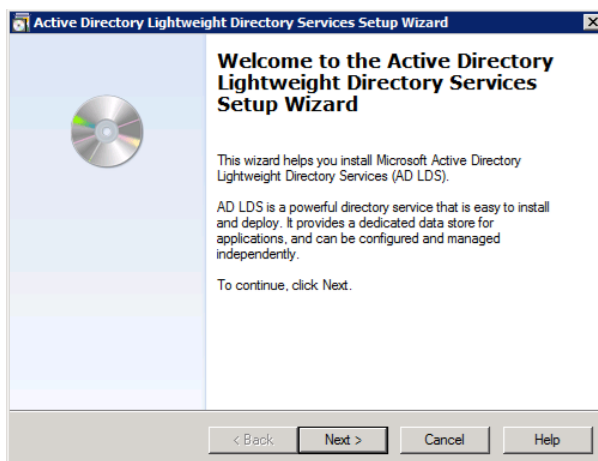 Active Directory Lightweight Directory Services Setup Wizard
Welcome to the Active Directory
Lightweight Directory Services
Setup Wizard
This wizard helps you install Microsoft Active Directory
Lightweight Directory Services (AD LDS).
AD LDS is a powerful directory service that is easy to install
and deploy. It provides a dedicated data store for
applications, and can be configured and managed
independently.
To continue, click Next.
< Back
Next >
Cancel
Help